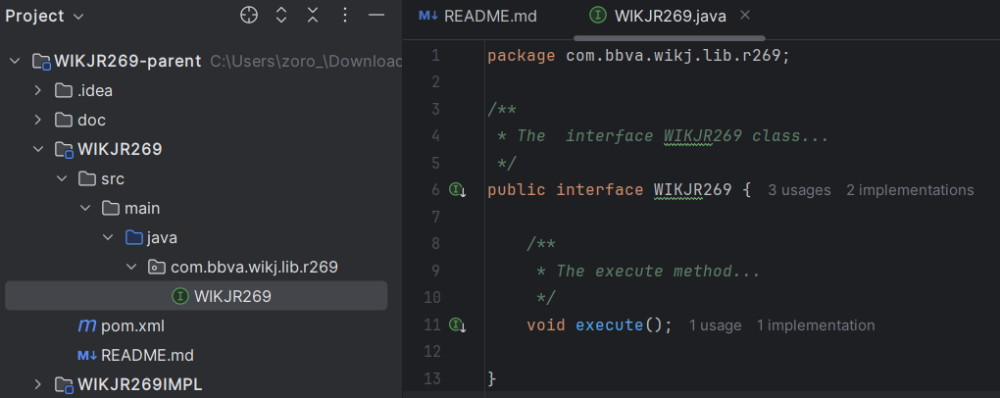 Project
WIKJR269-parent C:\Users\zoro_\Downloac
.idea
doc
WIKJR269
src
main
java
com.bbva.wikj.lib.r269
WIKJR269
pom.xml
README.md
WIKJR269IMPL
README.md WIKJR269.java
1 package com.bbva.wikj.lib.r269;
2
3 /**
4 * The  interface WIKJR269 class...
5 */
6 public interface WIKJR269 { 3 usages 2 implementations
7
8 /**
9 * The execute method...
10 */
11 void execute(); 1 usage 1 implementation
12
13 }